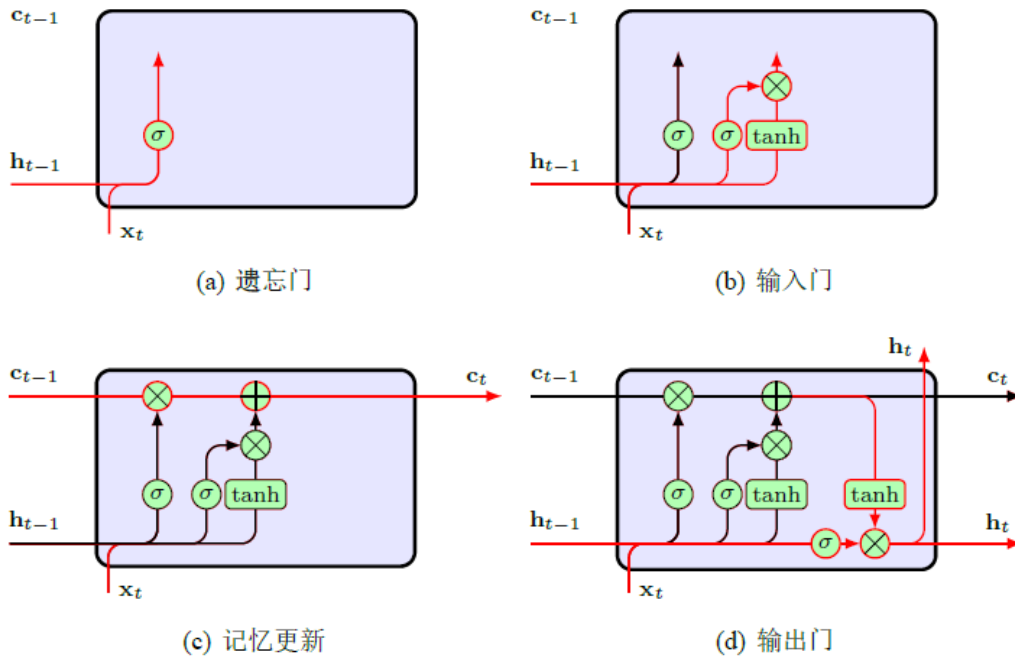 c_{t−1}
σ
h_{t−1}
x_t
(a) 遗忘门
c_{t−1}
σ σ tanh
h_{t−1}
x_t
(b) 输入门
c_{t−1} c_t
σ σ tanh
h_{t−1}
x_t
(c) 记忆更新
h_t
c_{t−1} c_t
σ σ tanh tanh
h_{t−1} σ h_t
x_t
(d) 输出门